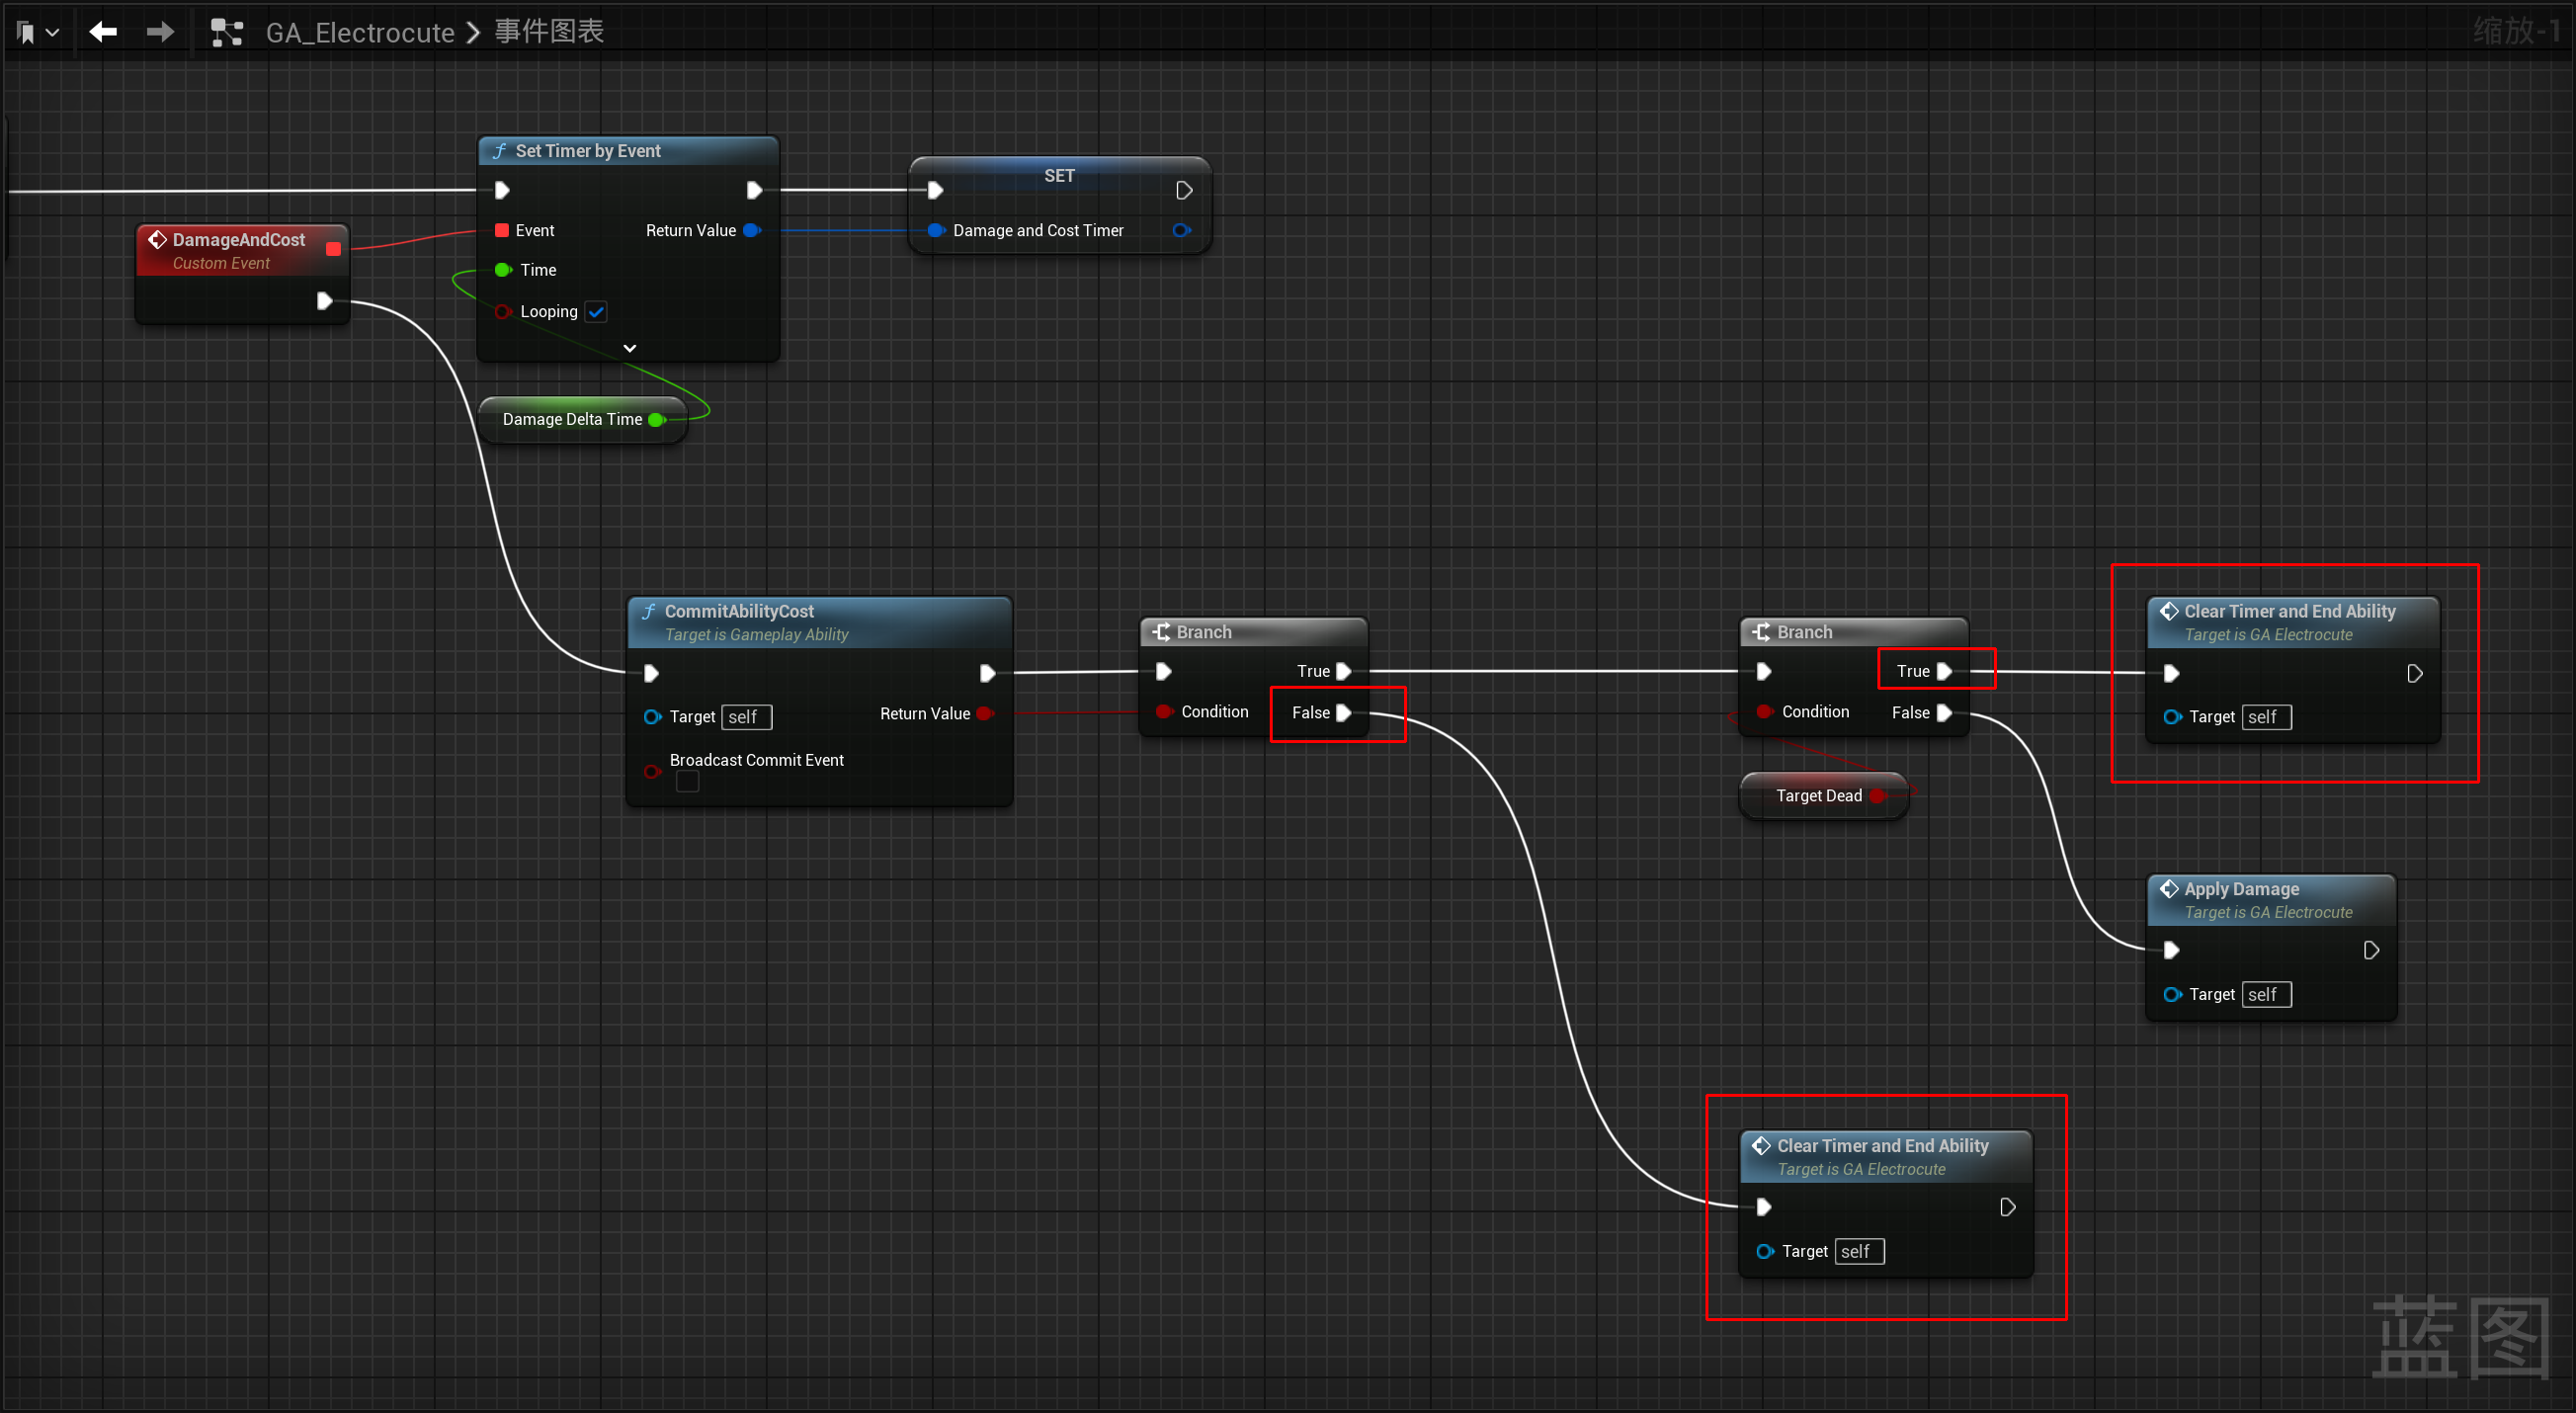 GA_Electrocute > 事件图表
缩放-1
Set Timer by Event
Event
Return Value
Time
Looping
SET
Damage and Cost Timer
DamageAndCost
Custom Event
Damage Delta Time
CommitAbilityCost
Target is Gameplay Ability
Target self
Return Value
Broadcast Commit Event
Branch
True
Condition
False
Branch
True
Condition
False
Target Dead
Clear Timer and End Ability
Target is GA Electrocute
Target self
Apply Damage
Target is GA Electrocute
Target self
Clear Timer and End Ability
Target is GA Electrocute
Target self
蓝图